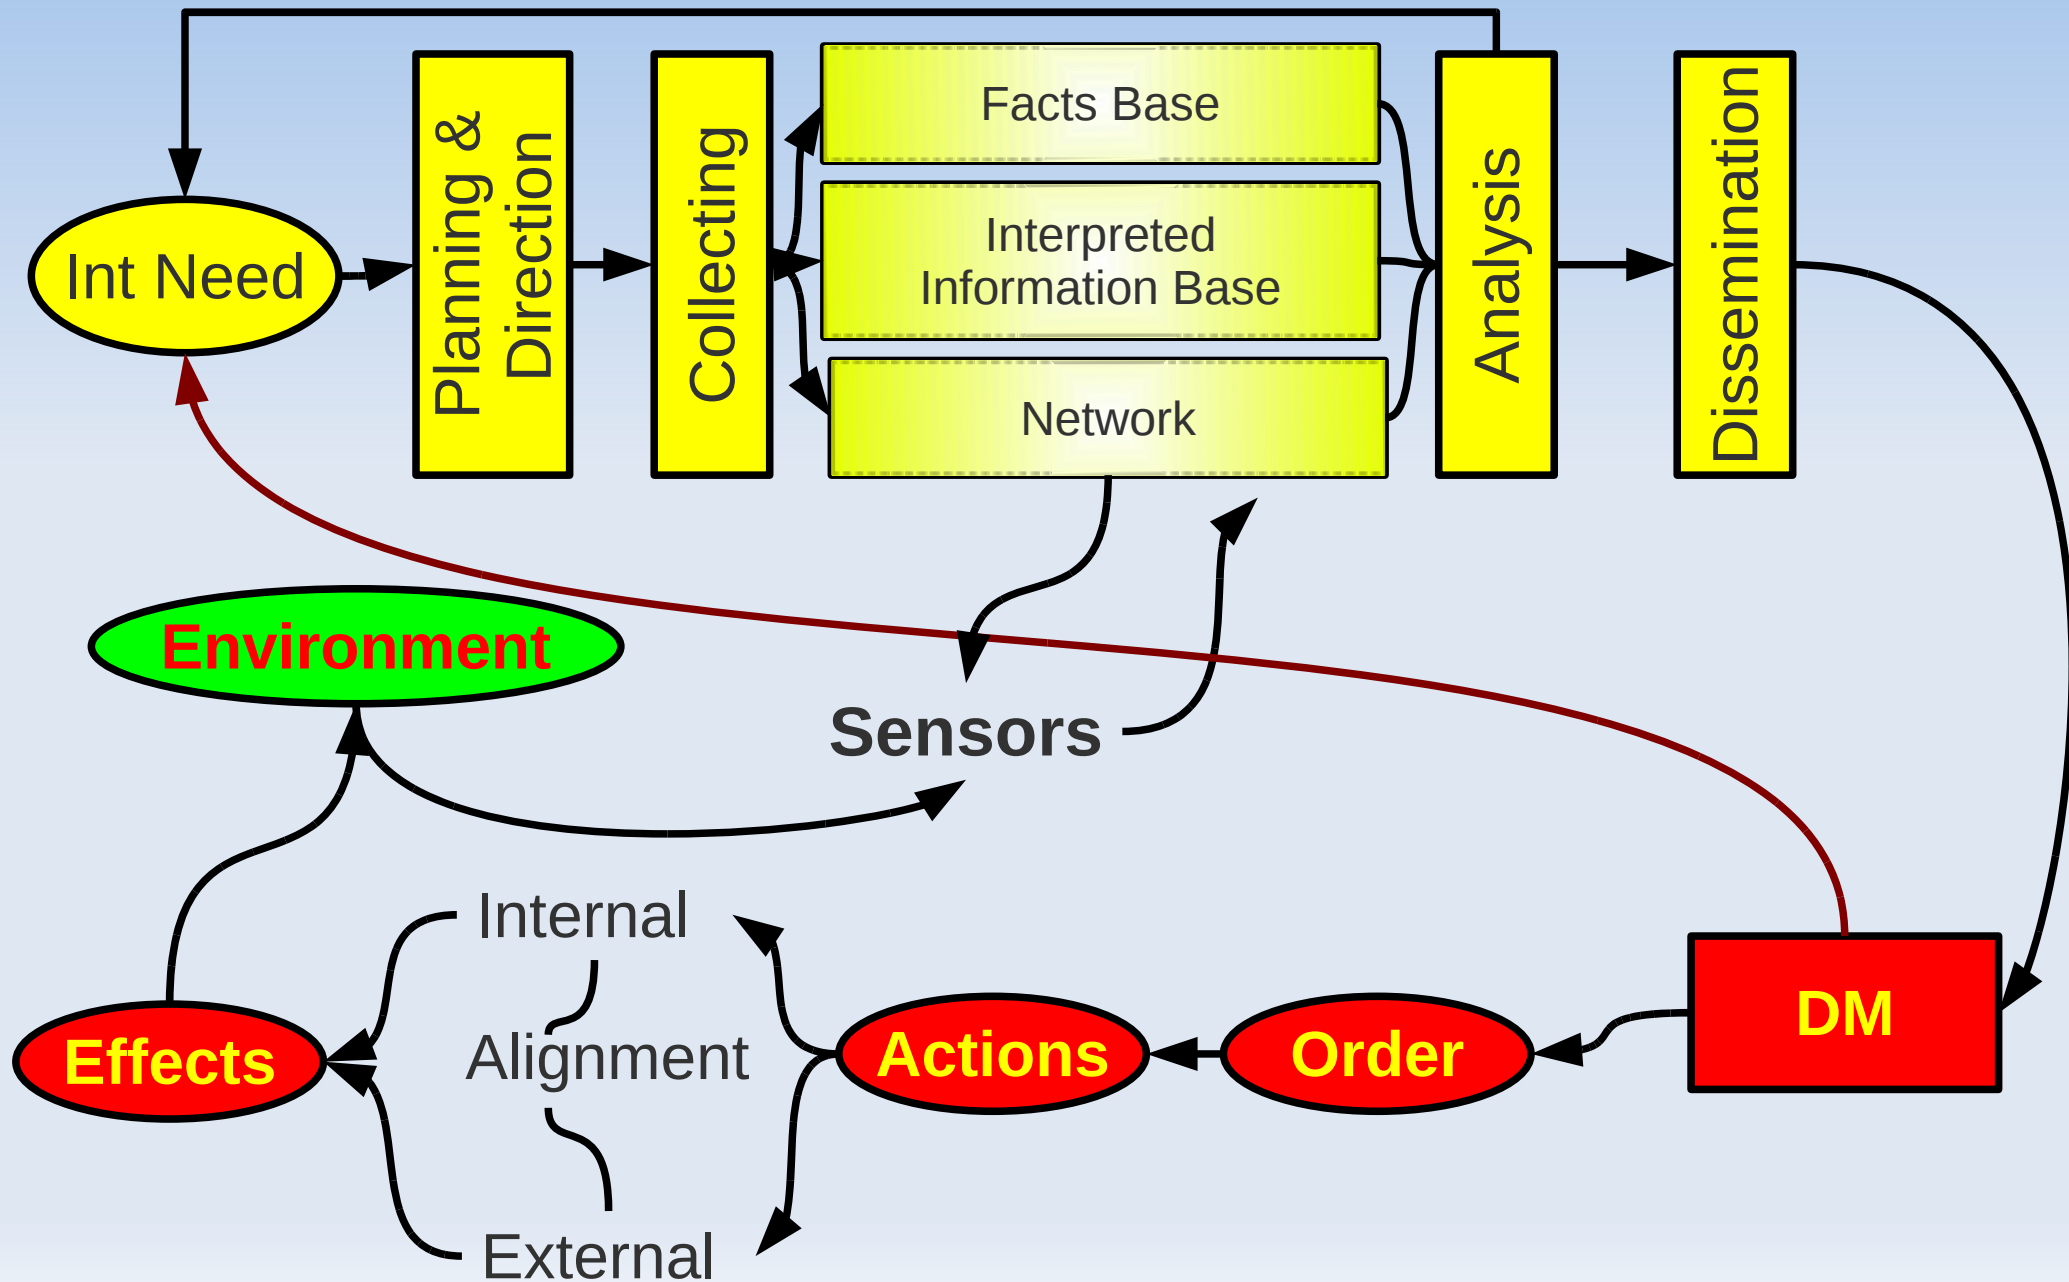 Facts Base
Int Need
Planning &
Direction
Collecting
Interpreted
Information Base
Network
Analysis
Dissemination
Environment
Sensors
Internal
Effects
Alignment
Actions
Order
DM
External